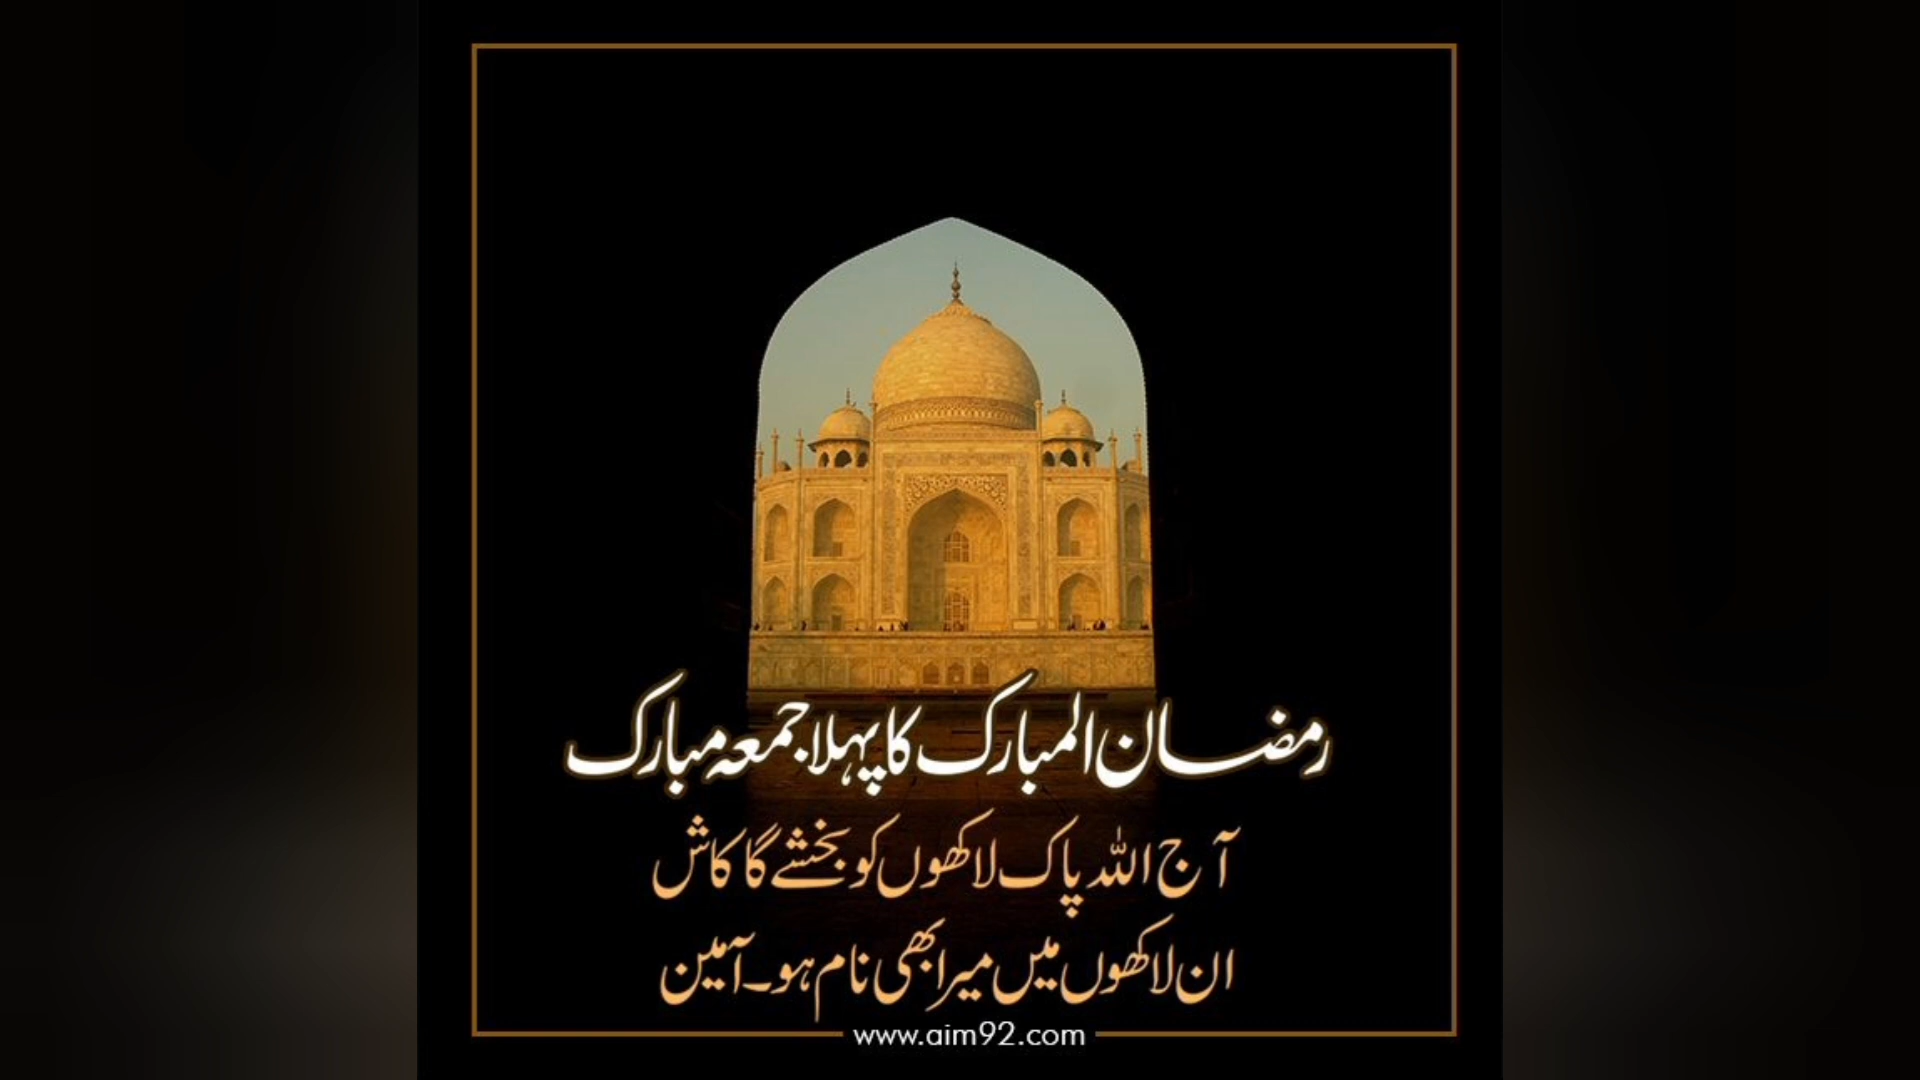 رمضان المبارک کا پہلا جمعہ مبارک
آج اللہ پاک لاکھوں کو بخشے گا کاش
ان لاکھوں میں میرا بھی نام ہو۔ آمین
www.aim92.com